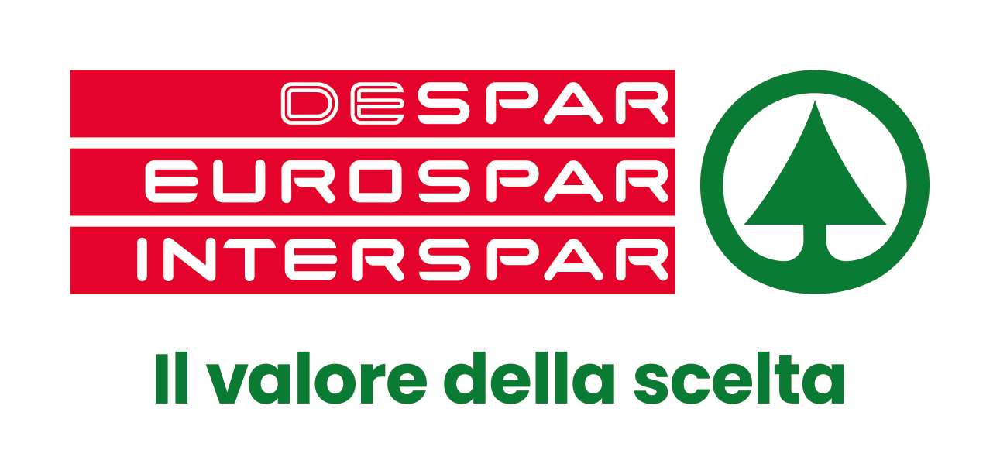 DESPAR
EUROSPAR
INTERSPAR
Il valore della scelta